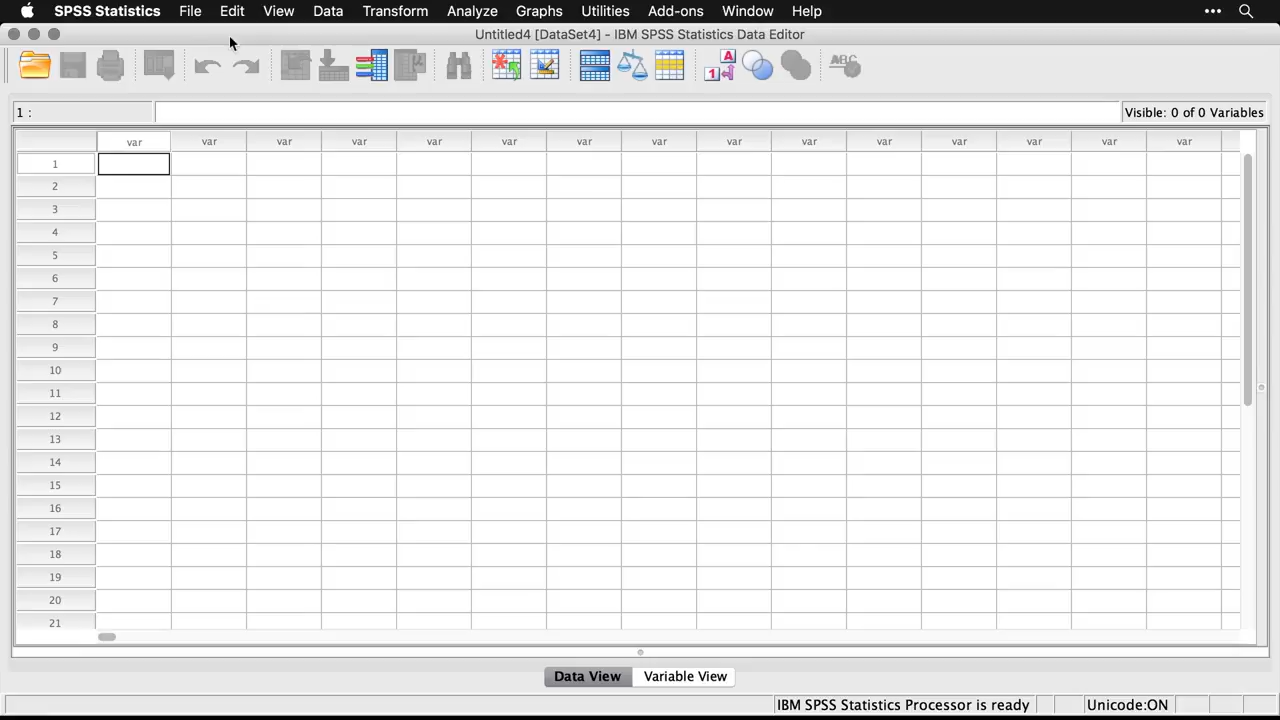 SPSS Statistics File Edit View Data Transform Analyze Graphs Utilities Add-ons Window Help
Untitled4 [DataSet4] - IBM SPSS Statistics Data Editor
A
1
ABC
1 :
Visible: 0 of 0 Variables
var var var var var var var var var var var var var var var
1
2
3
4
5
6
7
8
9
10
11
12
13
14
15
16
17
18
19
20
21
Data View Variable View
IBM SPSS Statistics Processor is ready Unicode:ON